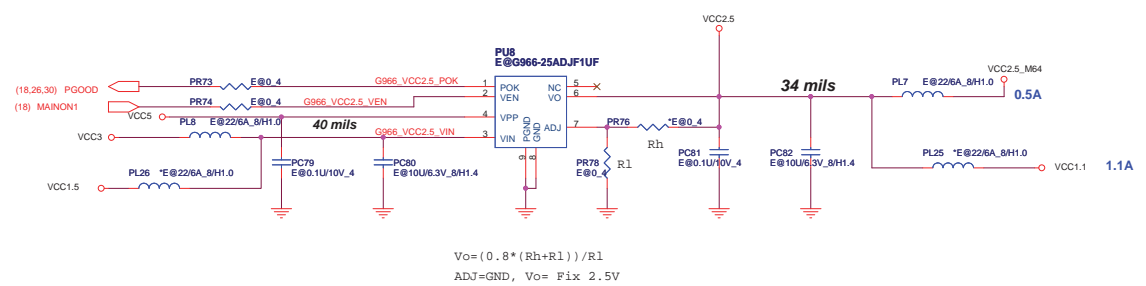 VCC2.5
PU8
E@G966-25ADJF1UF
(18,26,30) PGOOD
PR73
E@0_4
G966_VCC2.5_POK
1
POK
NC
5
(18) MAINON1
PR74
E@0_4
G966_VCC2.5_VEN
2
VEN
VO
6
VCC5
4
VPP
40 mils
VCC3
PL8
E@22/6A_8/H1.0
G966_VCC2.5_VIN
3
VIN
PGND
GND
ADJ
7
9
8
PR76
*E@0_4
Rh
34 mils
PL7
E@22/6A_8/H1.0
VCC2.5_M64
0.5A
PC79
E@0.1U/10V_4
PC80
E@10U/6.3V_8/H1.4
PR78
E@0_4
Rl
PC81
E@0.1U/10V_4
PC82
E@10U/6.3V_8/H1.4
PL25
*E@22/6A_8/H1.0
VCC1.1
1.1A
VCC1.5
PL26
*E@22/6A_8/H1.0
Vo=(0.8*(Rh+Rl))/Rl
ADJ=GND, Vo= Fix 2.5V